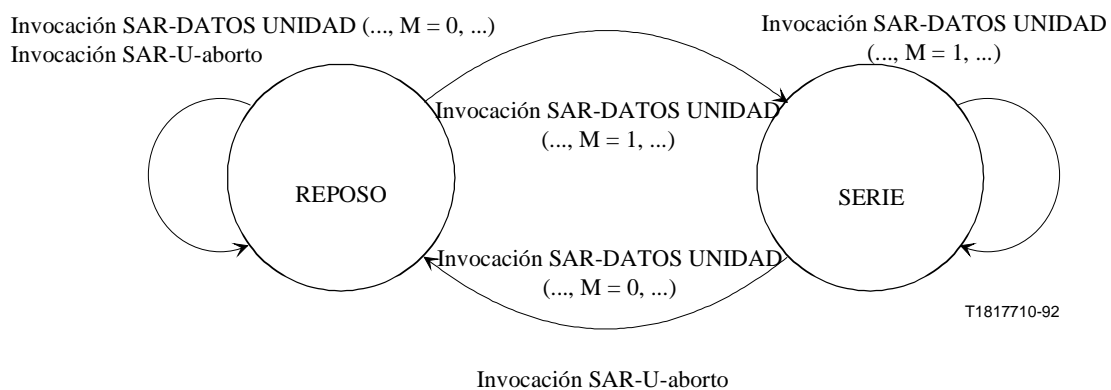 Invocación SAR-DATOS UNIDAD (..., M = 0, ...)
Invocación SAR-U-aborto
Invocación SAR-DATOS UNIDAD
(..., M = 1, ...)
Invocación SAR-DATOS UNIDAD
(..., M = 1, ...)
REPOSO
SERIE
Invocación SAR-DATOS UNIDAD
(..., M = 0, ...)
T1817710-92
Invocación SAR-U-aborto